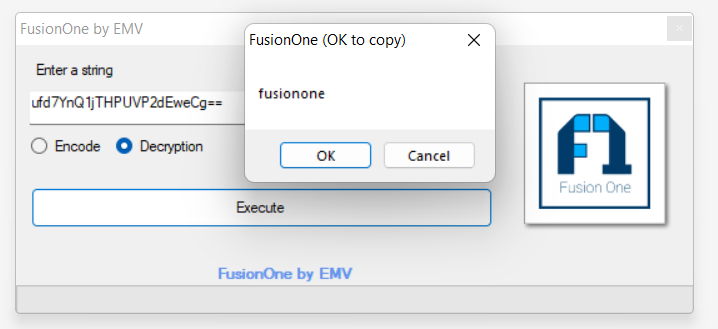 FusionOne by EMV
FusionOne (OK to copy)
fusionone
OK
Cancel
Enter a string
ufd7YnQ1jTHPUVP2dEweCg==
Encode
Decryption
Execute
F1
Fusion One
FusionOne by EMV